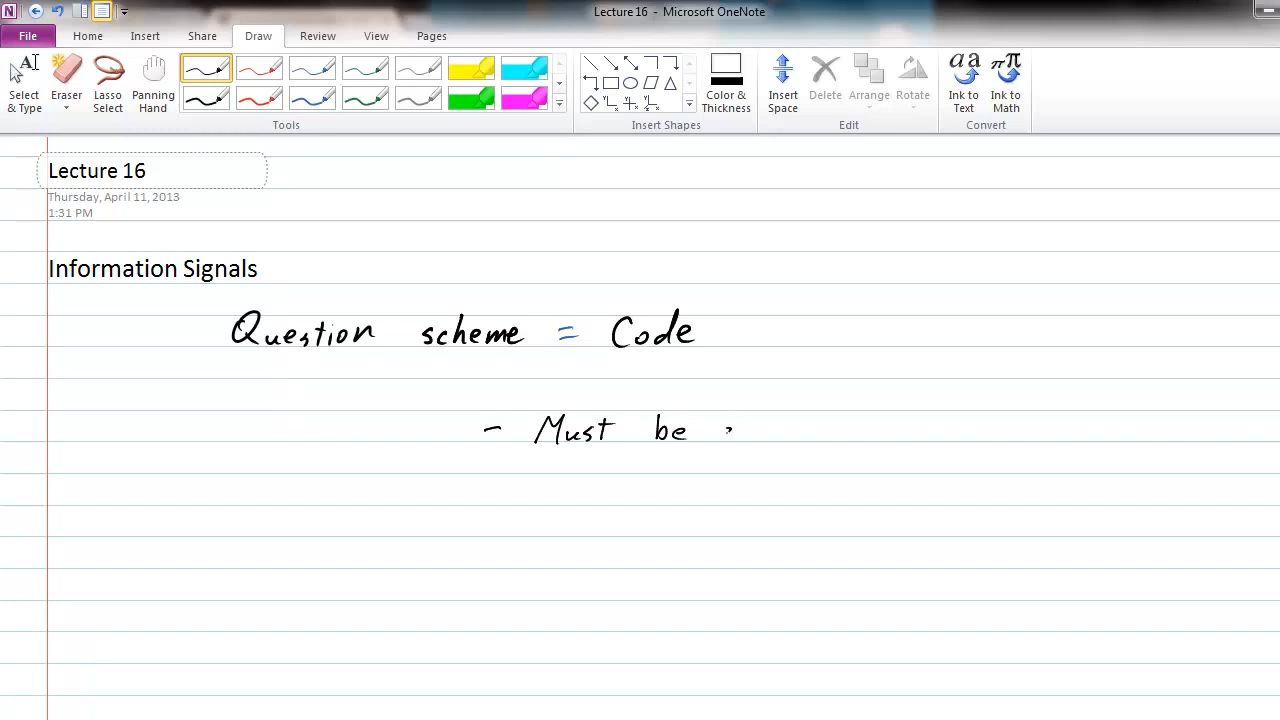 Lecture 16 - Microsoft OneNote
File Home Insert Share Draw Review View Pages
Select & Type
Eraser
Lasso Select
Panning Hand
Color & Thickness
Insert Space
Delete
Arrange
Rotate
Ink to Text
Ink to Math
Tools Insert Shapes Edit Convert
Lecture 16
Thursday, April 11, 2013
1:31 PM
Information Signals
Question scheme = Code
- Must be